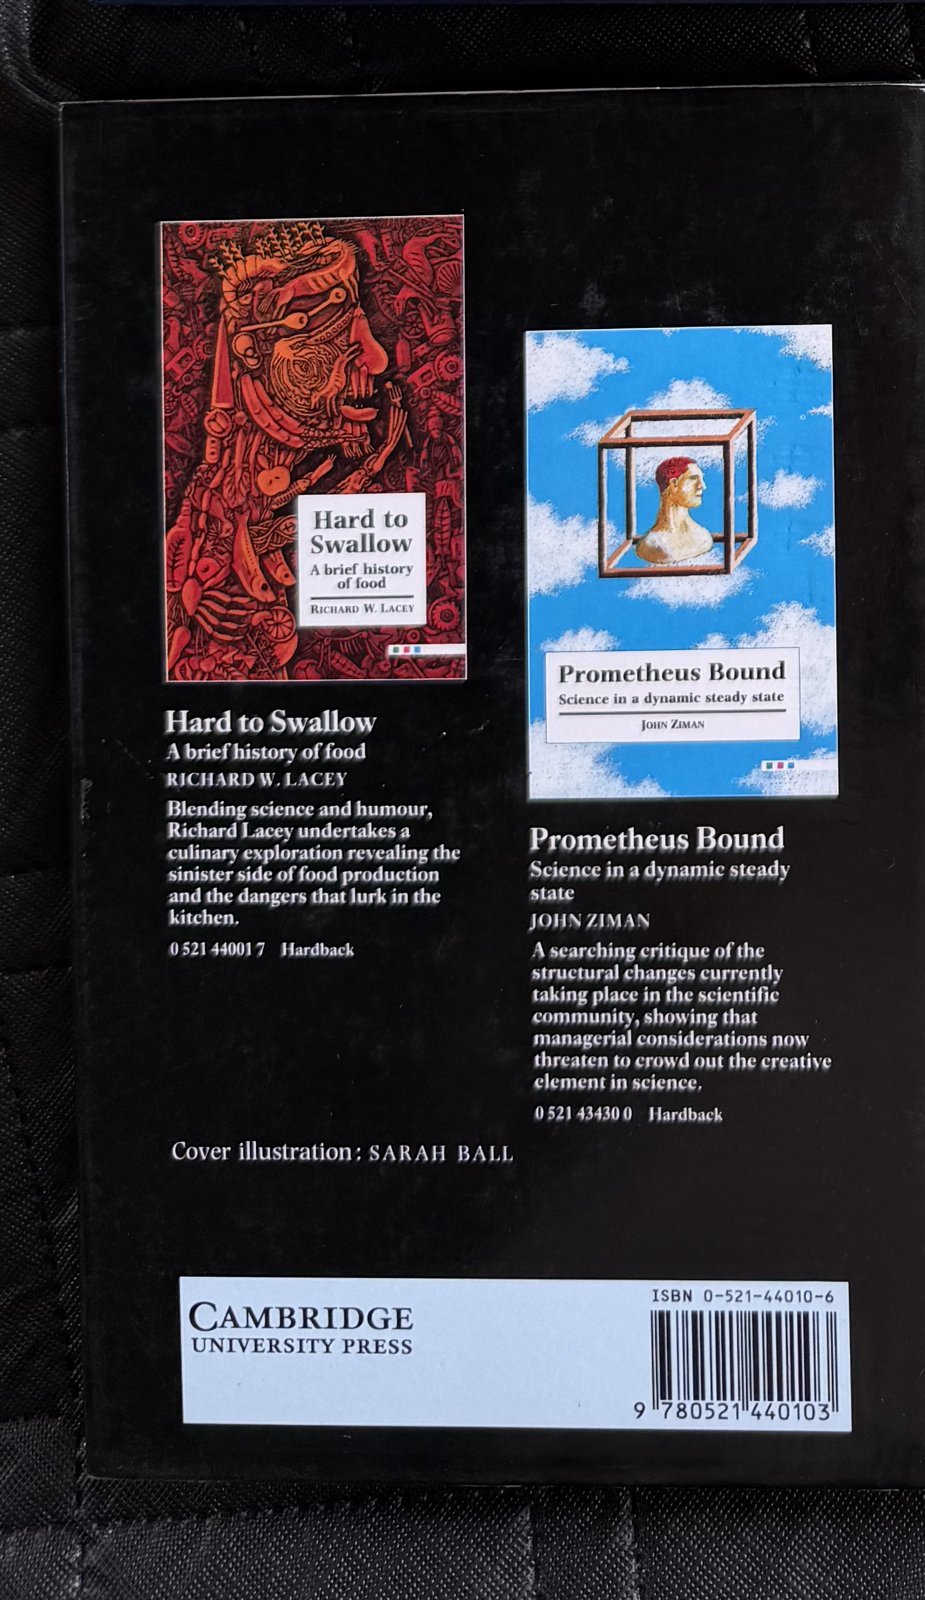 Hard to
Swallow
A brief history
of food
RICHARD W. LACEY
Prometheus Bound
Science in a dynamic steady state
JOHN ZIMAN
Hard to Swallow
A brief history of food
RICHARD W. LACEY
Blending science and humour,
Richard Lacey undertakes a
culinary exploration revealing the
sinister side of food production
and the dangers that lurk in the
kitchen.
0 521 44001 7 Hardback
Prometheus Bound
Science in a dynamic steady
state
JOHN ZIMAN
A searching critique of the
structural changes currently
taking place in the scientific
community, showing that
managerial considerations now
threaten to crowd out the creative
element in science.
0 521 43430 0 Hardback
Cover illustration: SARAH BALL
CAMBRIDGE
UNIVERSITY PRESS
ISBN 0-521-44010-6
9 780521 440103